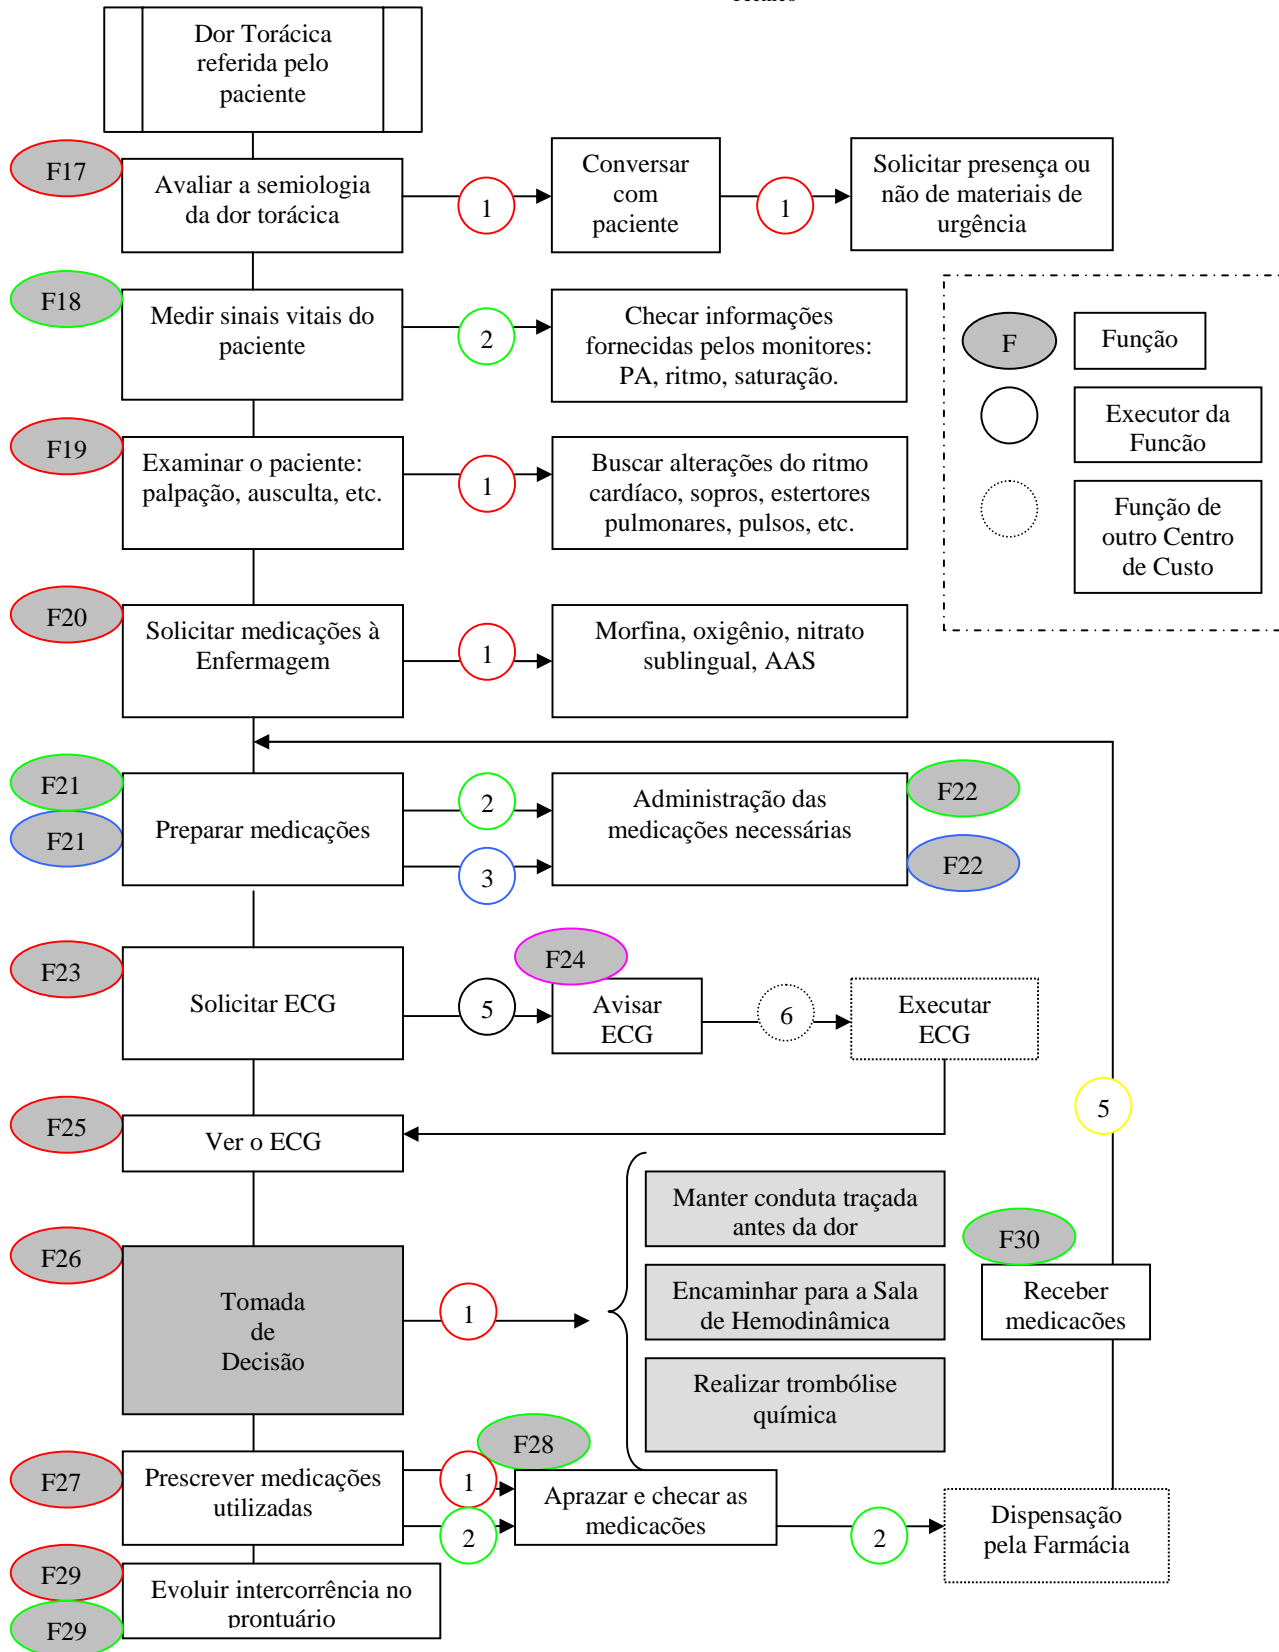 Dor Torácica
referida pelo
paciente
F17
Avaliar a semiologia
da dor torácica
1
Conversar
com
paciente
1
Solicitar presença ou
não de materiais de
urgência
F18
Medir sinais vitais do
paciente
2
Checar informações
fornecidas pelos monitores:
PA, ritmo, saturação.
F
Função
Executor da
Função
Função de
outro Centro
de Custo
F19
Examinar o paciente:
palpação, ausculta, etc.
1
Buscar alterações do ritmo
cardíaco, sopros, estertores
pulmonares, pulsos, etc.
F20
Solicitar medicações à
Enfermagem
1
Morfina, oxigênio, nitrato
sublingual, AAS
F21
F21
Preparar medicações
2
3
Administração das
medicações necessárias
F22
F22
F23
Solicitar ECG
5
F24
Avisar
ECG
6
Executar
ECG
5
F25
Ver o ECG
F26
Tomada
de
Decisão
1
Manter conduta traçada
antes da dor
Encaminhar para a Sala
de Hemodinâmica
Realizar trombólise
química
F30
Receber
medicações
F27
Prescrever medicações
utilizadas
1
2
F28
Aprazar e checar as
medicações
2
Dispensação
pela Farmácia
F29
F29
Evoluir intercorrência no
prontuário